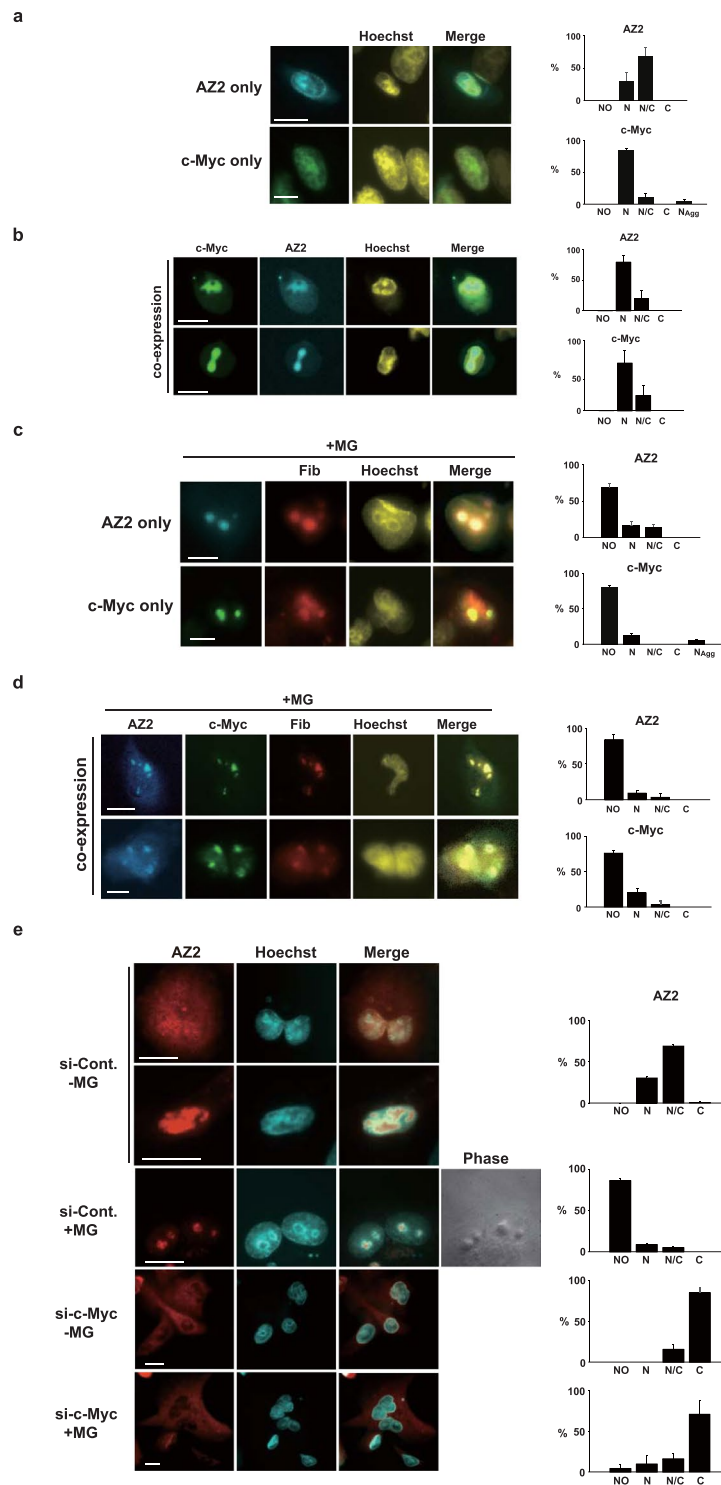 a
Hoechst Merge
AZ2 only
c-Myc only
AZ2
100
% 50
0
NO N N/C C
c-Myc
100
% 50
0
NO N N/C C NAgg
b
c-Myc AZ2 Hoechst Merge
co-expression
AZ2
100
% 50
0
NO N N/C C
c-Myc
100
% 50
0
NO N N/C C
c
+MG
Fib Hoechst Merge
AZ2 only
c-Myc only
AZ2
100
% 50
0
NO N N/C C
c-Myc
100
% 50
0
NO N N/C C NAgg
d
+MG
AZ2 c-Myc Fib Hoechst Merge
co-expression
AZ2
100
% 50
0
NO N N/C C
c-Myc
100
% 50
0
NO N N/C C
e
AZ2 Hoechst Merge
si-Cont.
-MG
Phase
si-Cont.
+MG
si-c-Myc
-MG
si-c-Myc
+MG
AZ2
100
% 50
0
NO N N/C C
100
% 50
0
NO N N/C C
100
% 50
0
NO N N/C C
100
% 50
0
NO N N/C C